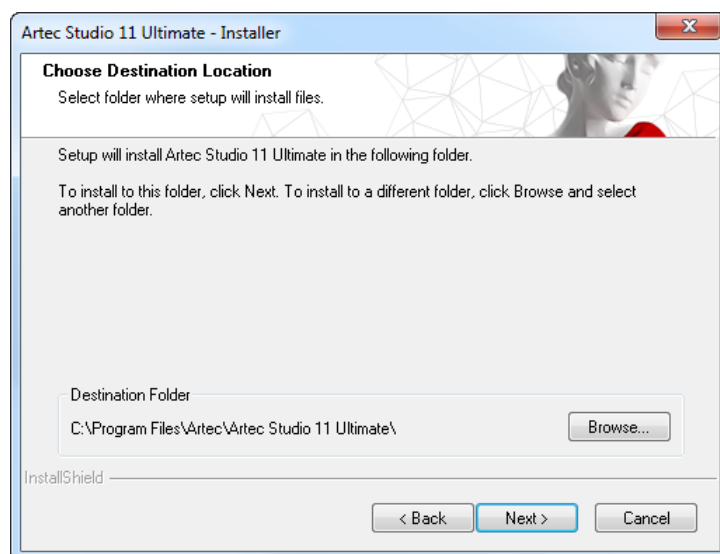 Artec Studio 11 Ultimate - Installer
Choose Destination Location
Select folder where setup will install files.
Setup will install Artec Studio 11 Ultimate in the following folder.
To install to this folder, click Next. To install to a different folder, click Browse and select
another folder.
Destination Folder
C:\Program Files\Artec\Artec Studio 11 Ultimate\
Browse...
InstallShield
< Back
Next >
Cancel